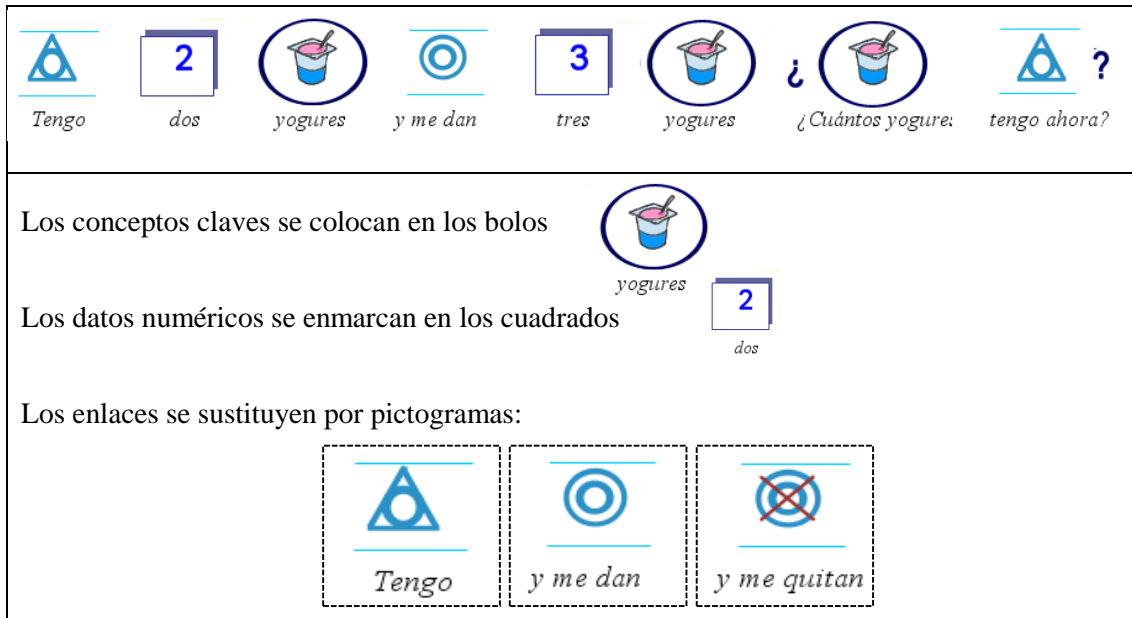 2 3 ¿ ?
Tengo dos yogures y me dan tres yogures ¿Cuántos yogures tengo ahora?
Los conceptos claves se colocan en los bolos
yogures
2
Los datos numéricos se enmarcan en los cuadrados
dos
Los enlaces se sustituyen por pictogramas:
Tengo y me dan y me quitan